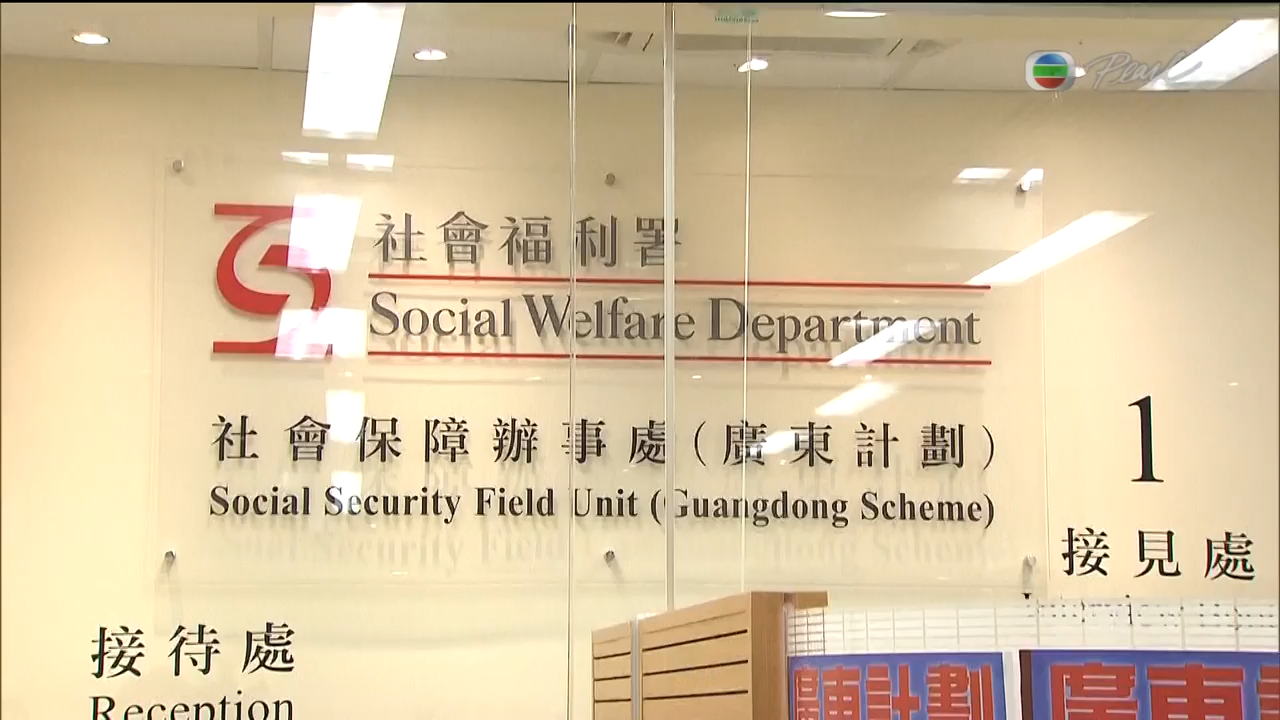 Pearl
社會福利署
Social Welfare Department
社會保障辦事處(廣東計劃)
Social Security Field Unit (Guangdong Scheme)
1
接見處
接待處
Reception
廣東計劃
廣東計